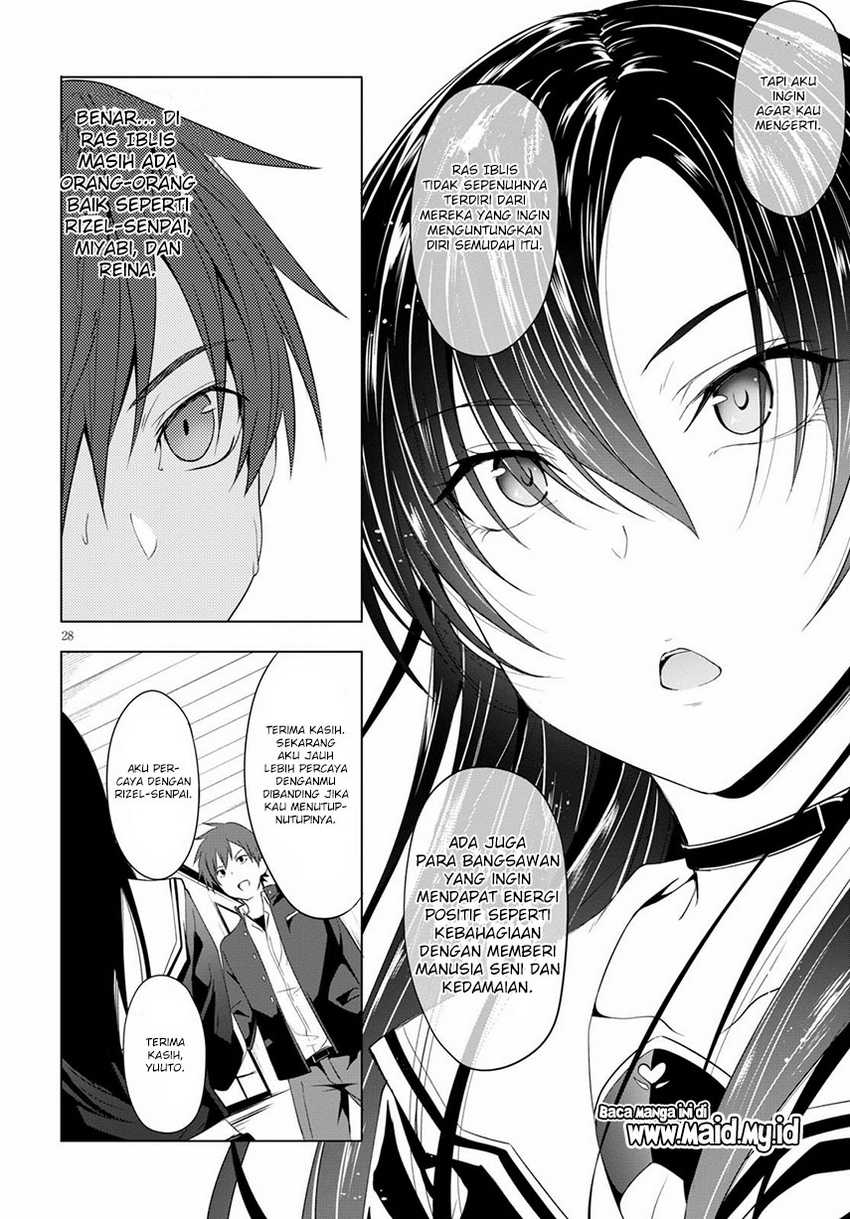 TAPI AKU
INGIN
AGAR KAU
MENGERTI.
RAS IBLIS
TIDAK SEPENUHNYA
TERDIRI DARI
MEREKA YANG INGIN
MENGUNTUNGKAN
DIRI SEMUDAH ITU.
ADA JUGA
PARA BANGSAWAN
YANG INGIN
MENDAPAT ENERGI
POSITIF SEPERTI
KEBAHAGIAAN
DENGAN MEMBERI
MANUSIA SENI DAN
KEDAMAIAN.
BENAR... DI
RAS IBLIS
MASIH ADA
ORANG-ORANG
BAIK SEPERTI
RIZEL-SENPAI,
MIYABI, DAN
REINA.
28
TERIMA KASIH.
SEKARANG
AKU JAUH
LEBIH PERCAYA
DENGANMU
DIBANDING JIKA
KAU MENUTUP-
NUTUPINYA.
AKU PER-
CAYA DENGAN
RIZEL-SENPAI.
TERIMA
KASIH,
YUUTO.
Baca manga ini di
www.Maid.my.id